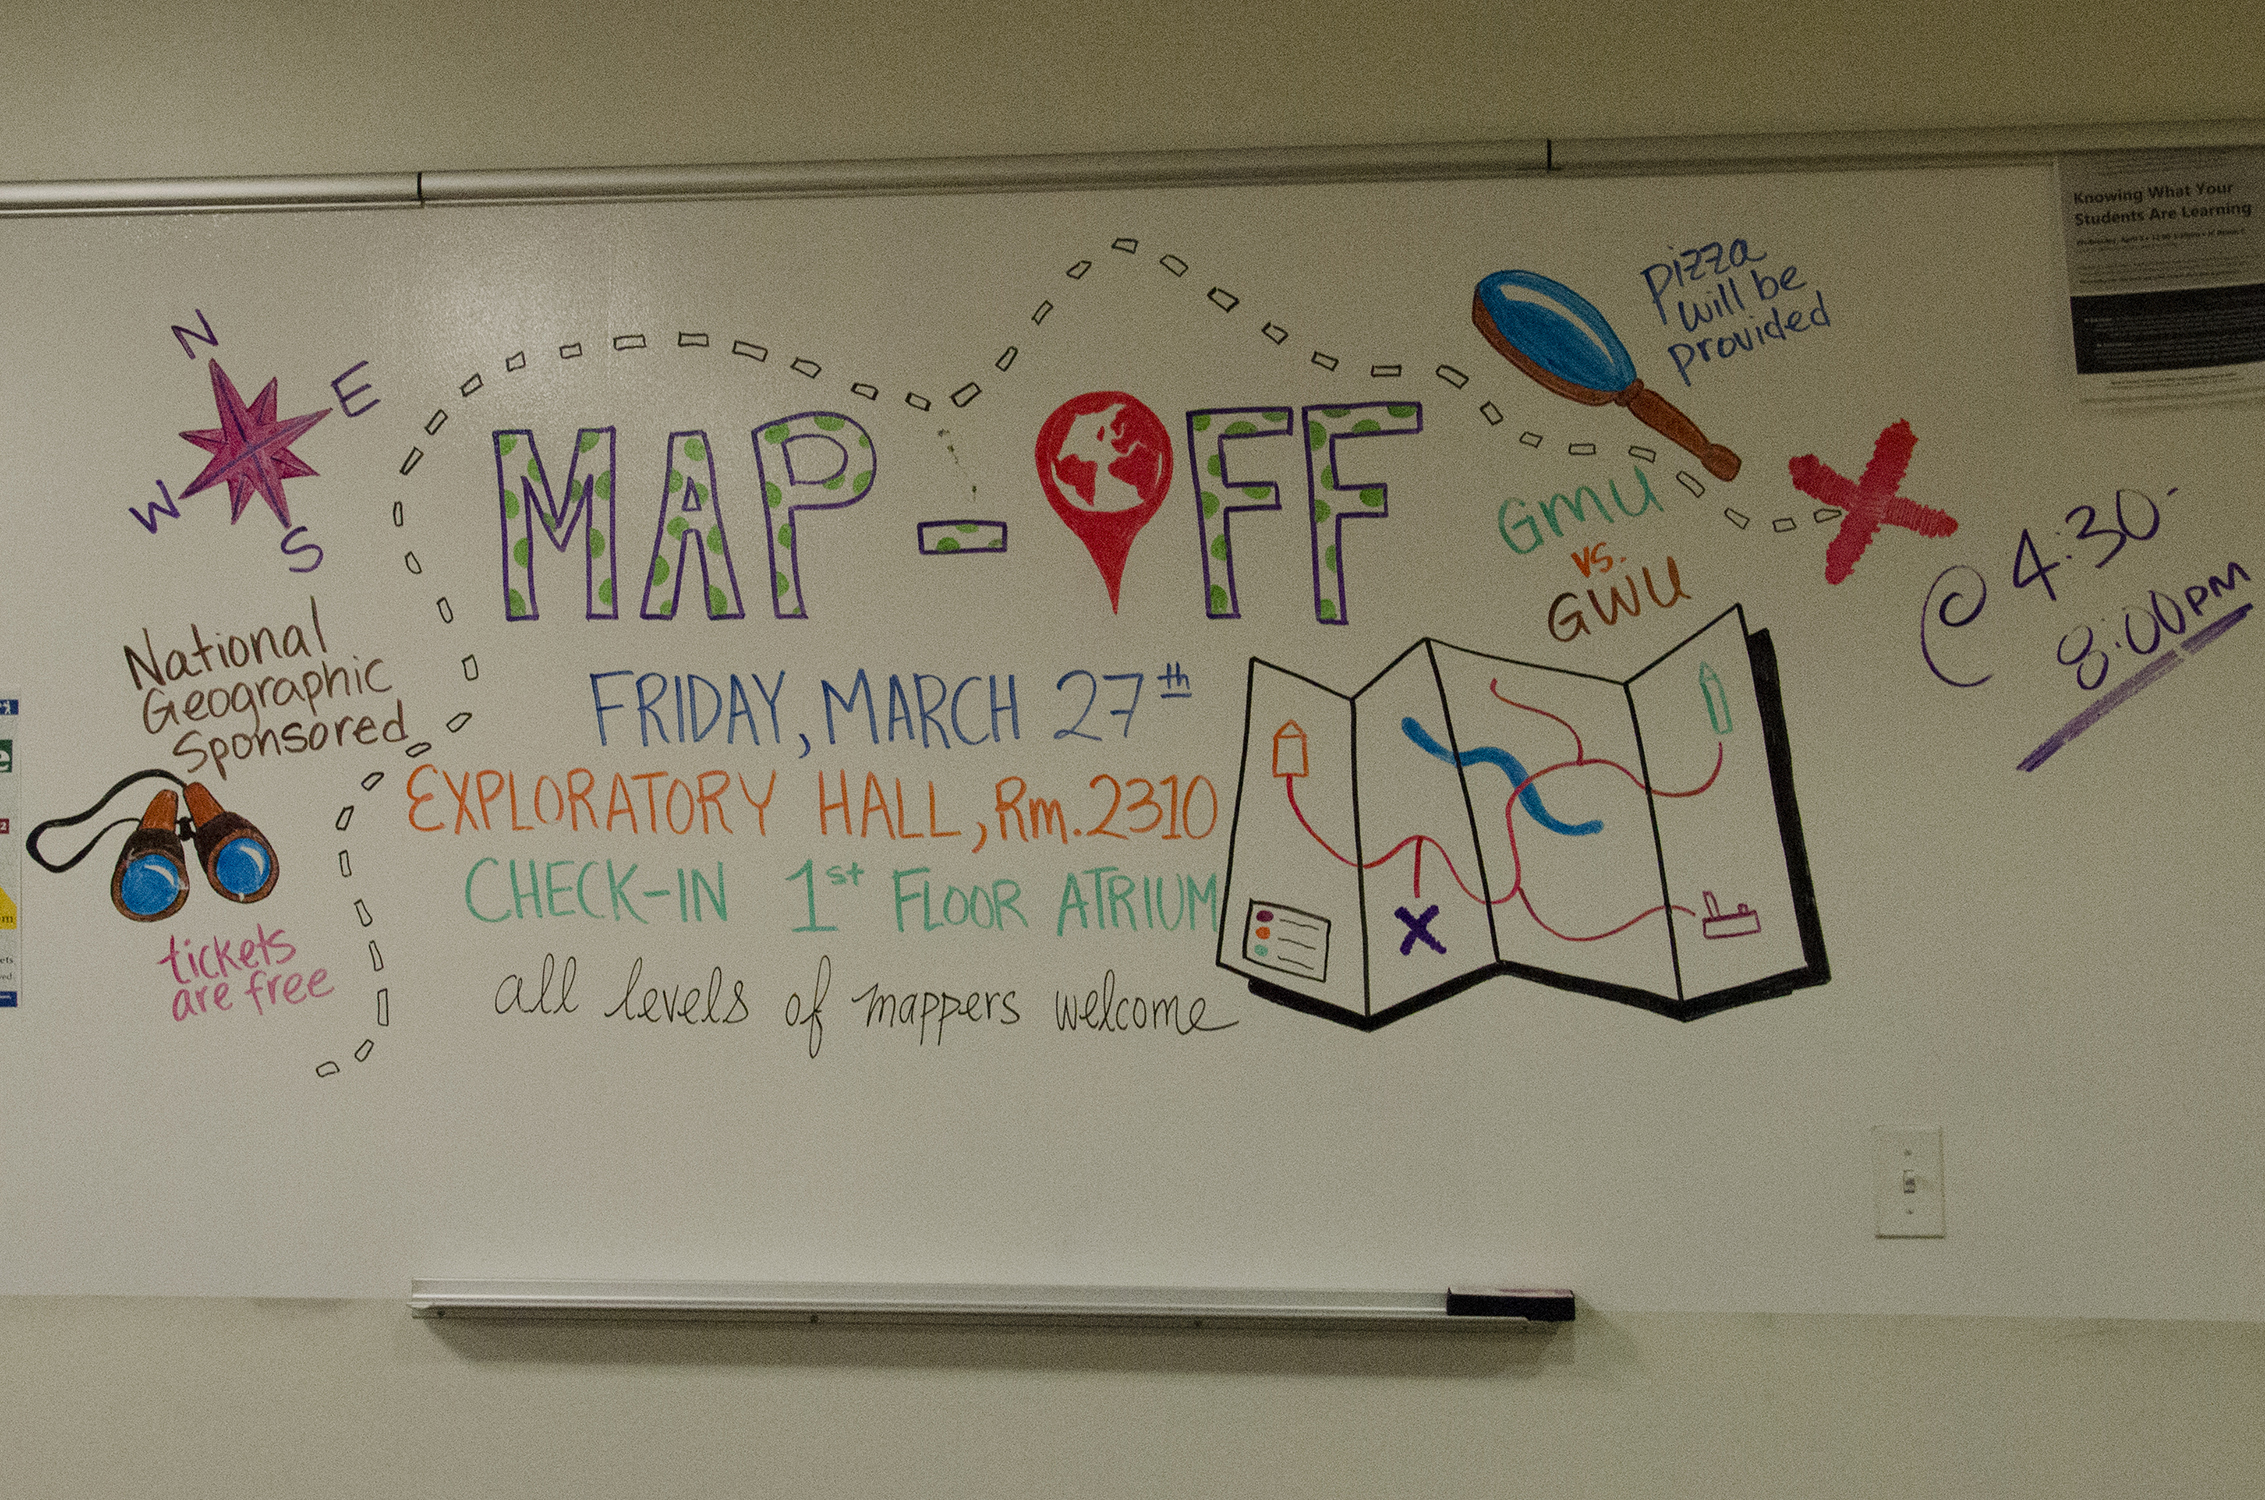 N
E
W
S
National
Geographic
Sponsored
tickets
are free
MAP-OFF
FRIDAY, MARCH 27th
EXPLORATORY HALL, Rm. 2310
CHECK-IN 1st FLOOR ATRIUM
all levels of mappers welcome
pizza
will be
provided
GMU
vs.
GWU
@ 4:30-
8:00PM
Knowing What Your
Students Are Learning